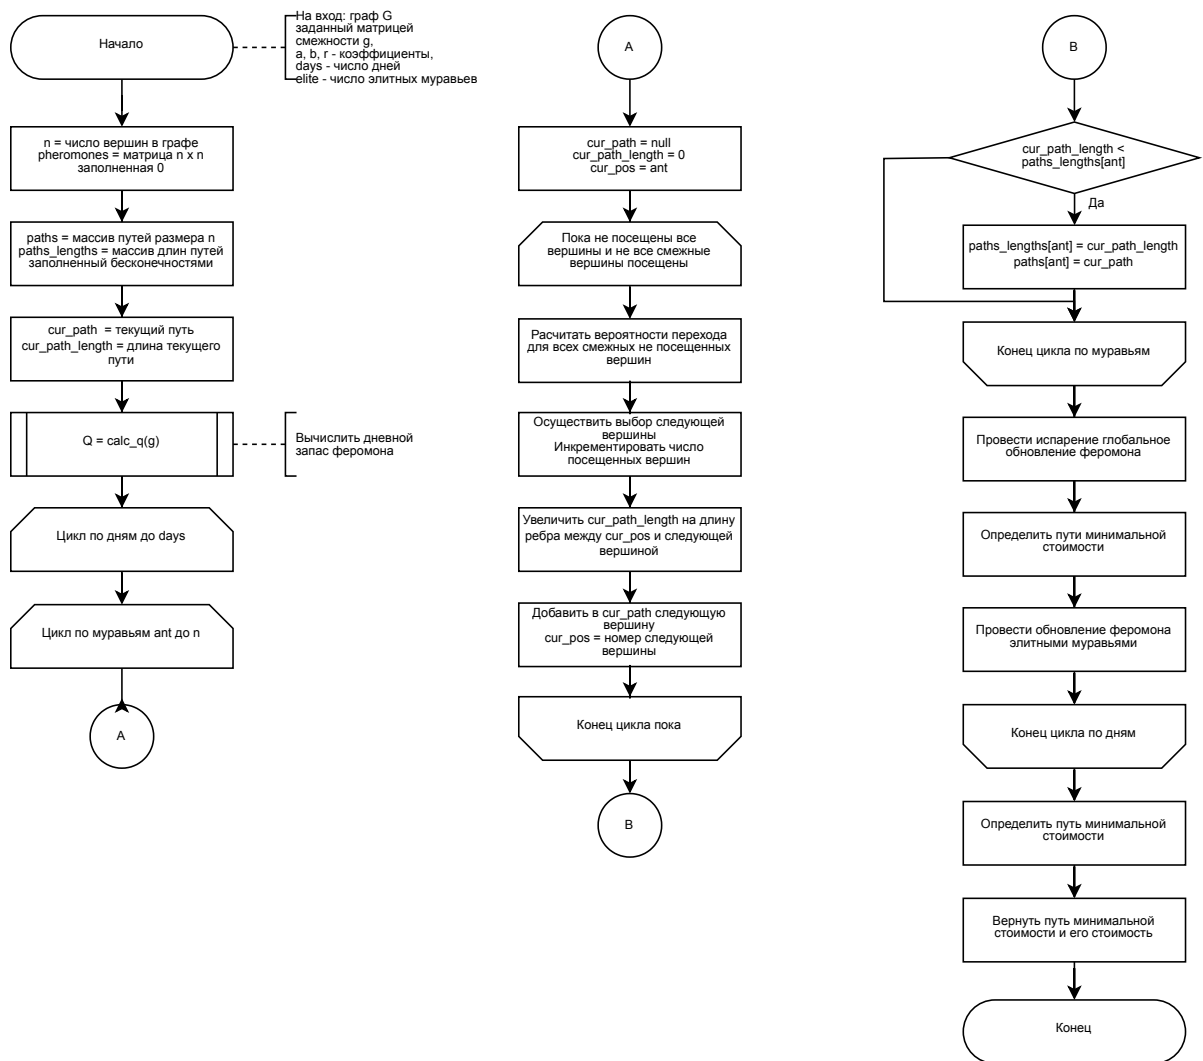 Начало
На вход: граф G
заданный матрицей
смежности g,
a, b, r - коэффициенты,
days - число дней
elite - число элитных муравьев
n = число вершин в графе
pheromones = матрица n x n
заполненная 0
paths = массив путей размера n
paths_lengths = массив длин путей
заполненный бесконечностями
cur_path = текущий путь
cur_path_length = длина текущего
пути
Q = calc_q(g)
Вычислить дневной
запас феромона
Цикл по дням до days
Цикл по муравьям ant до n
A
A
cur_path = null
cur_path_length = 0
cur_pos = ant
Пока не посещены все
вершины и не все смежные
вершины посещены
Расчитать вероятности перехода
для всех смежных не посещенных
вершин
Осуществить выбор следующей
вершины
Инкрементировать число
посещенных вершин
Увеличить cur_path_length на длину
ребра между cur_pos и следующей
вершиной
Добавить в cur_path следующую
вершину
cur_pos = номер следующей
вершины
Конец цикла пока
B
B
cur_path_length <
paths_lengths[ant]
Да
paths_lengths[ant] = cur_path_length
paths[ant] = cur_path
Конец цикла по муравьям
Провести испарение глобальное
обновление феромона
Определить пути минимальной
стоимости
Провести обновление феромона
элитными муравьями
Конец цикла по дням
Определить путь минимальной
стоимости
Вернуть путь минимальной
стоимости и его стоимость
Конец